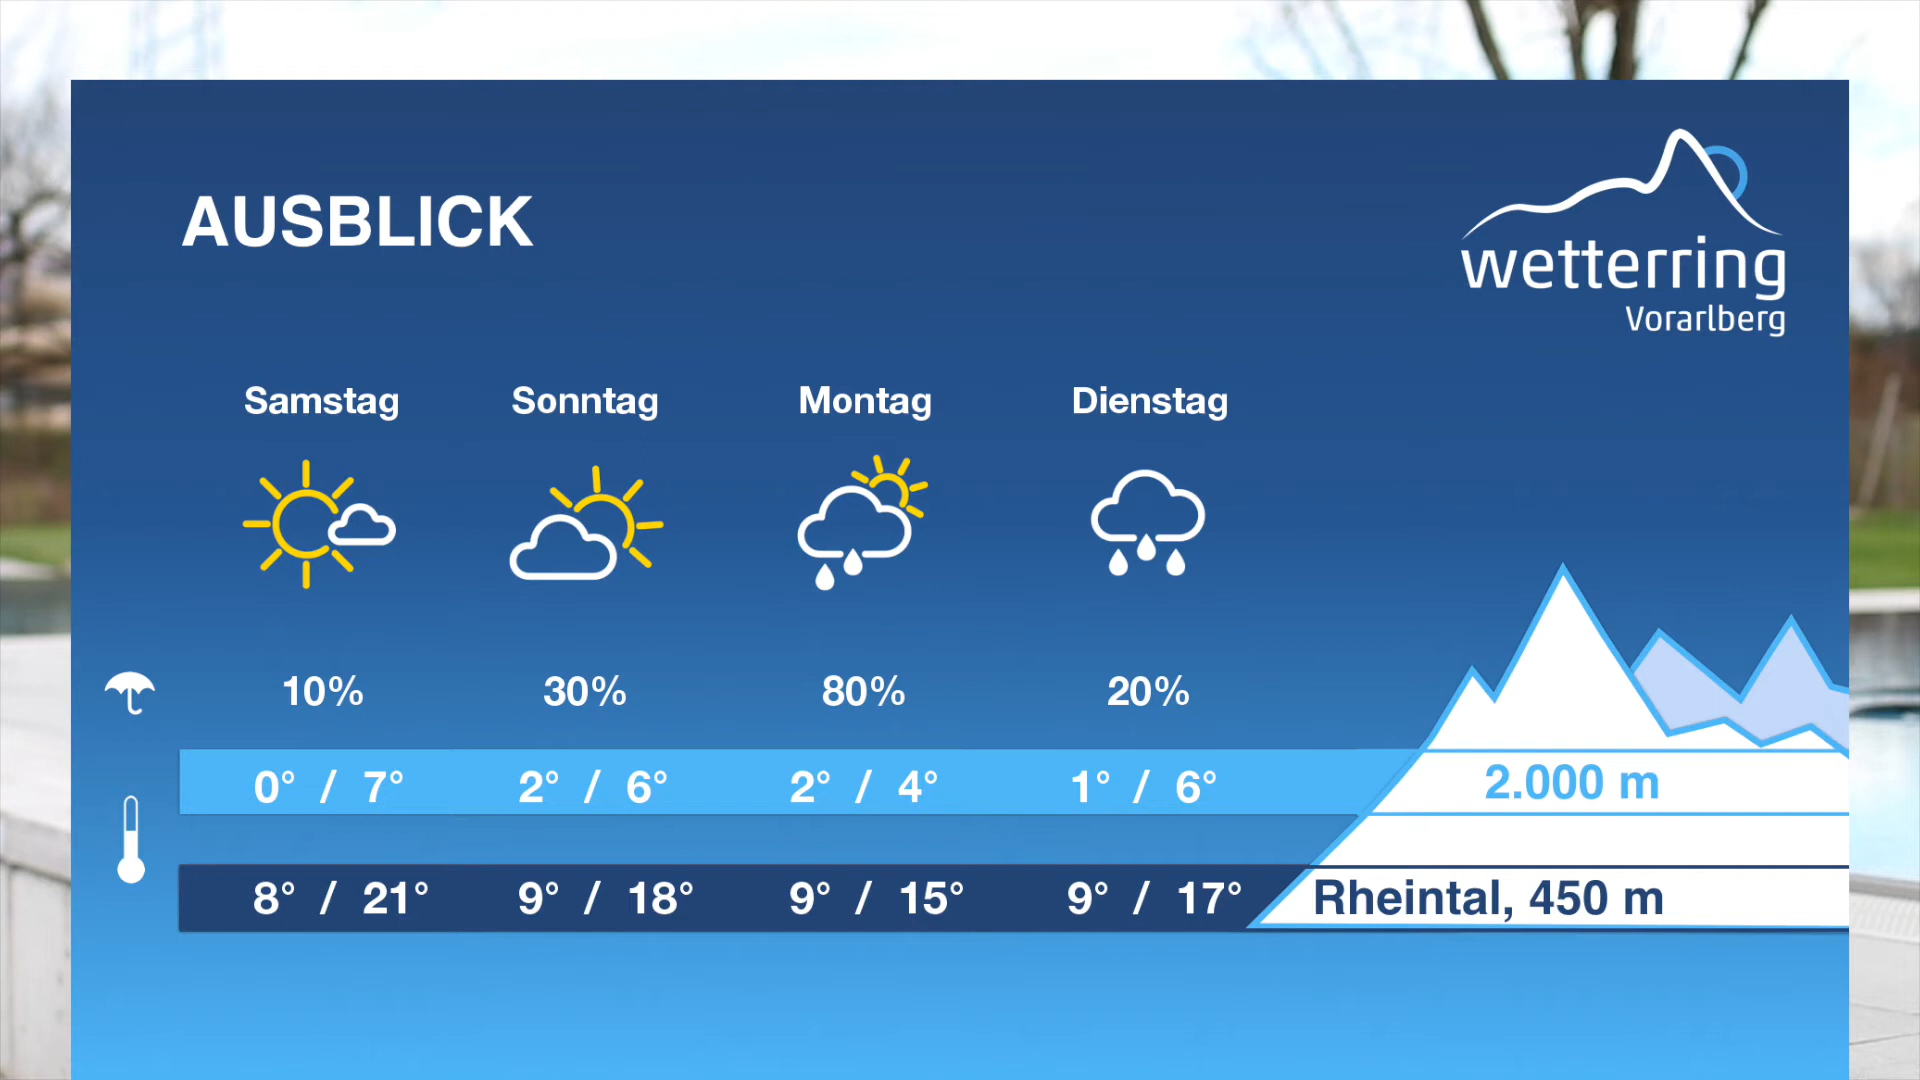 AUSBLICK
wetterring
Vorarlberg
Samstag Sonntag Montag Dienstag
10% 30% 80% 20%
0° / 7° 2° / 6° 2° / 4° 1° / 6° 2.000 m
8° / 21° 9° / 18° 9° / 15° 9° / 17° Rheintal, 450 m